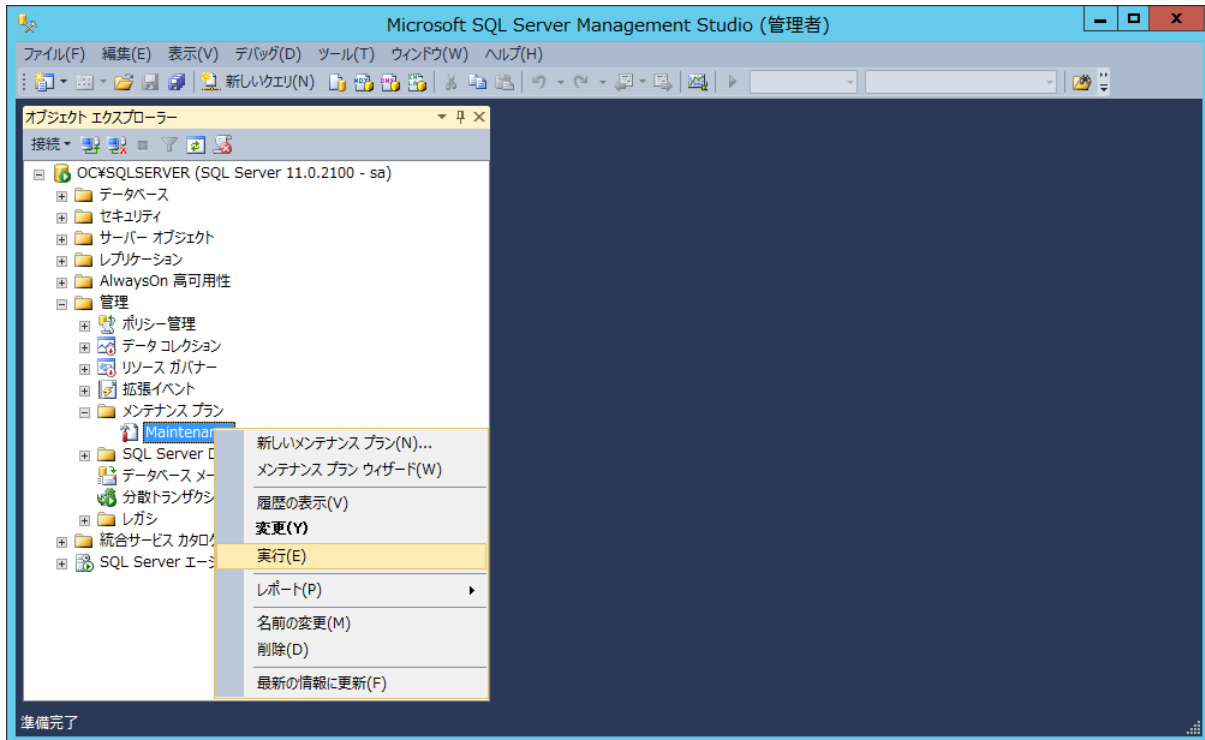 Microsoft SQL Server Management Studio (管理者)
ファイル(F) 編集(E) 表示(V) デバッグ(D) ツール(T) ウィンドウ(W) ヘルプ(H)
新しいクエリ(N)
オブジェクト エクスプローラー
接続
OC¥SQLSERVER (SQL Server 11.0.2100 - sa)
データベース
セキュリティ
サーバー オブジェクト
レプリケーション
AlwaysOn 高可用性
管理
ポリシー管理
データ コレクション
リソース ガバナー
拡張イベント
メンテナンス プラン
SQL Server
データベース
分散トランザクシ
レガシ
統合サービス カタログ
SQL Server エージ
新しいメンテナンス プラン(N)...
メンテナンス プラン ウィザード(W)
履歴の表示(V)
変更(Y)
実行(E)
レポート(P)
名前の変更(M)
削除(D)
最新の情報に更新(F)
準備完了